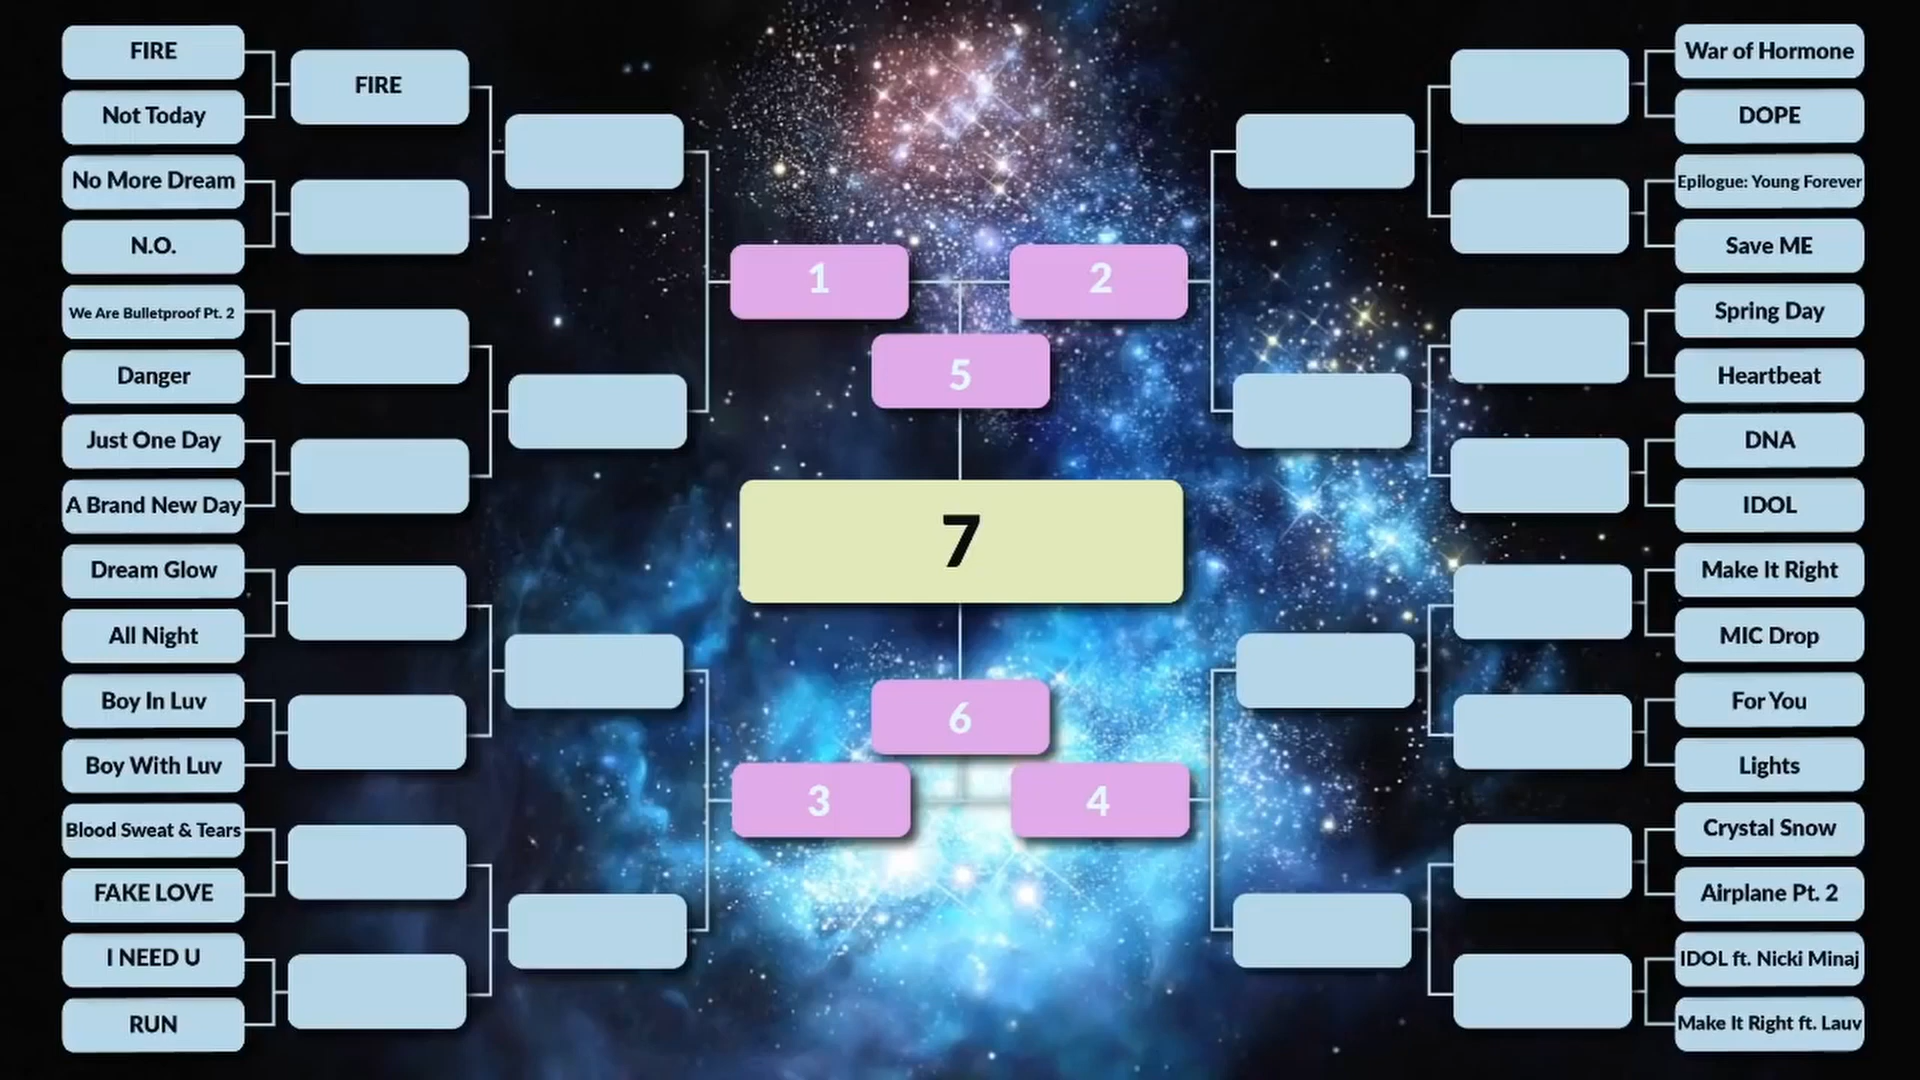 FIRE
Not Today
No More Dream
N.O.
We Are Bulletproof Pt. 2
Danger
Just One Day
A Brand New Day
Dream Glow
All Night
Boy In Luv
Boy With Luv
Blood Sweat & Tears
FAKE LOVE
I NEED U
RUN
FIRE
1
2
5
7
6
3
4
War of Hormone
DOPE
Epilogue: Young Forever
Save ME
Spring Day
Heartbeat
DNA
IDOL
Make It Right
MIC Drop
For You
Lights
Crystal Snow
Airplane Pt. 2
IDOL ft. Nicki Minaj
Make It Right ft. Lauv